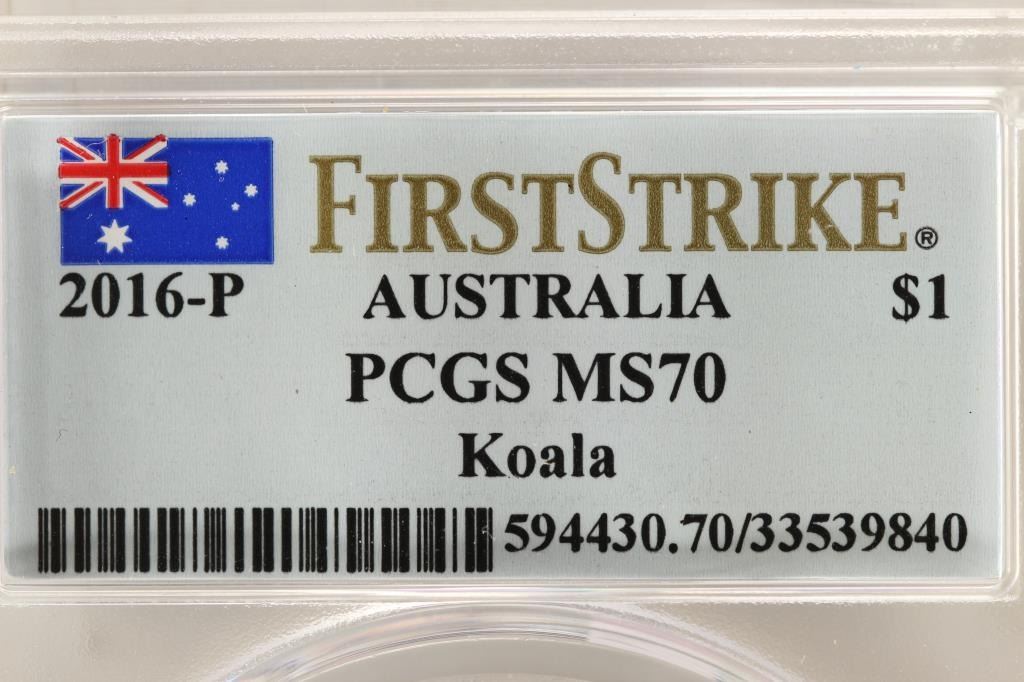 FIRSTSTRIKE®
2016-P AUSTRALIA $1
PCGS MS70
Koala
594430.70/33539840